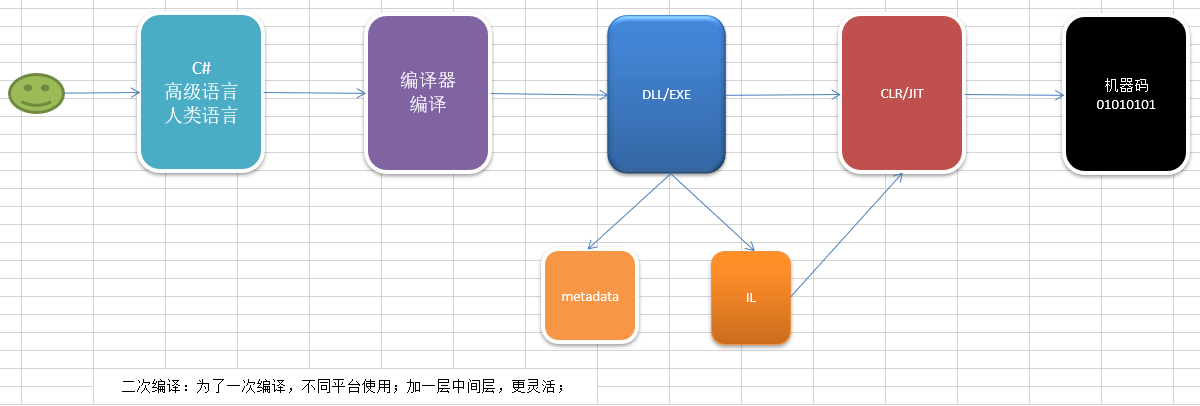 C#
高级语言
人类语言
编译器
编译
DLL/EXE
CLR/JIT
机器码
01010101
metadata
IL
二次编译：为了一次编译，不同平台使用；加一层中间层，更灵活；